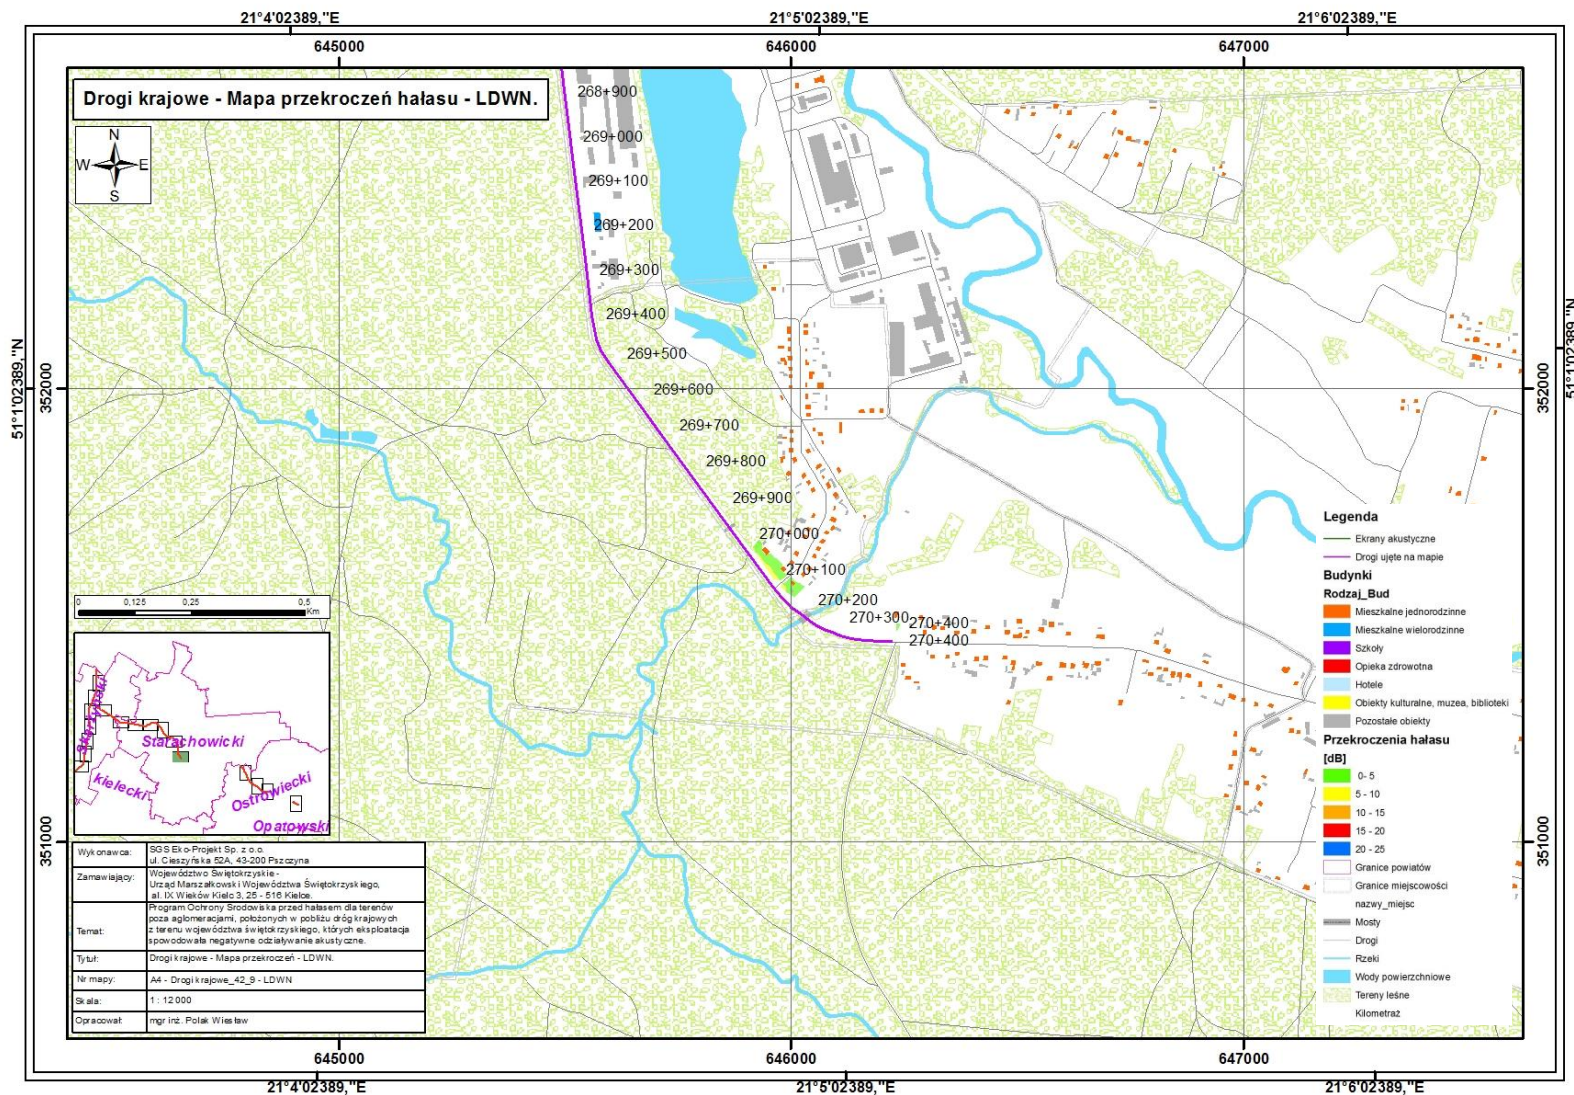 21°4'02389,"E
21°5'02389,"E
21°6'02389,"E
645000
646000
647000
Drogi krajowe - Mapa przekroczeń hałasu - LDWN.
N
W
E
S
268+900
269+000
269+100
269+200
269+300
269+400
269+500
269+600
269+700
269+800
269+900
270+000
270+100
270+200
270+300
270+400
270+400
51°1'02389,"N
352000
352000
51°1'02389,"N
351000
351000
0
0,125
0,25
0,5
Km
Skarżyski
Starachowicki
kielecki
Ostrowiecki
Opatowski
Wykonawca:
SGS Eko-Projekt Sp. z o.o.
ul. Cieszyńska 52A, 43-200 Pszczyna
Zamawiający:
Województwo Świętokrzyskie -
Urząd Marszałkowski Województwa Świętokrzyskiego,
al. IX Wieków Kielc 3, 25 - 516 Kielce.
Temat:
Program Ochrony Środowiska przed hałasem dla terenów
poza aglomeracjami, położonych w pobliżu dróg krajowych
z terenu województwa świętokrzyskiego, których eksploatacja
spowodowała negatywne odziaływanie akustyczne.
Tytuł:
Drogi krajowe - Mapa przekroczeń - LDWN.
Nr mapy:
A4 - Drogi krajowe_42_9 - LDWN
Skala:
1 : 12 000
Opracował:
mgr inż. Polak Wiesław
Legenda
Ekrany akustyczne
Drogi ujęte na mapie
Budynki
Rodzaj_Bud
Mieszkalne jednorodzinne
Mieszkalne wielorodzinne
Szkoły
Opieka zdrowotna
Hotele
Obiekty kulturalne, muzea, biblioteki
Pozostałe obiekty
Przekroczenia hałasu
[dB]
0- 5
5 - 10
10 - 15
15 - 20
20 - 25
Granice powiatów
Granice miejscowości
nazwy_miejsc
Mosty
Drogi
Rzeki
Wody powierzchniowe
Tereny leśne
Kilometraż
645000
646000
647000
21°4'02389,"E
21°5'02389,"E
21°6'02389,"E